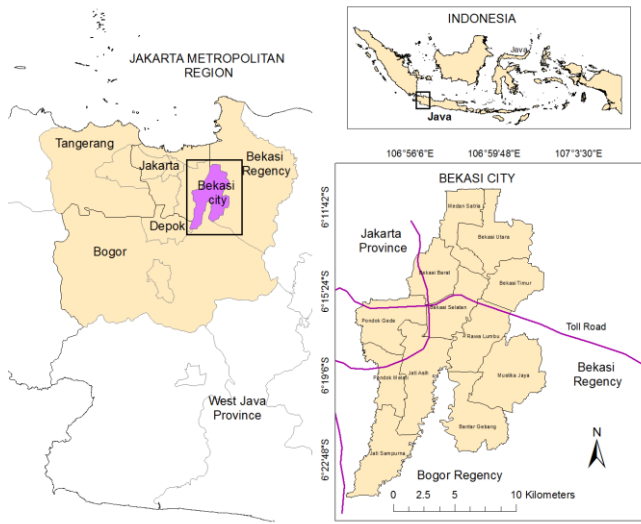 JAKARTA METROPOLITAN
REGION
Tangerang
Jakarta
Bekasi
Regency
Bekasi
city
Depok
Bogor
West Java
Province
INDONESIA
Java
Java
106°56'6"E
106°59'48"E
107°3'30"E
BEKASI CITY
6°11'42"S
6°15'24"S
6°19'6"S
6°22'48"S
Medan Satria
Jakarta
Province
Bekasi Utara
Bekasi Barat
Bekasi Timur
Bekasi Selatan
Pondok Gede
Rawa Lumbu
Toll Road
Jati Asih
Pondok Melati
Mustika Jaya
Bekasi
Regency
Bantar Gebang
Jati Sampurna
Bogor Regency
N
0 2.5 5 10 Kilometers